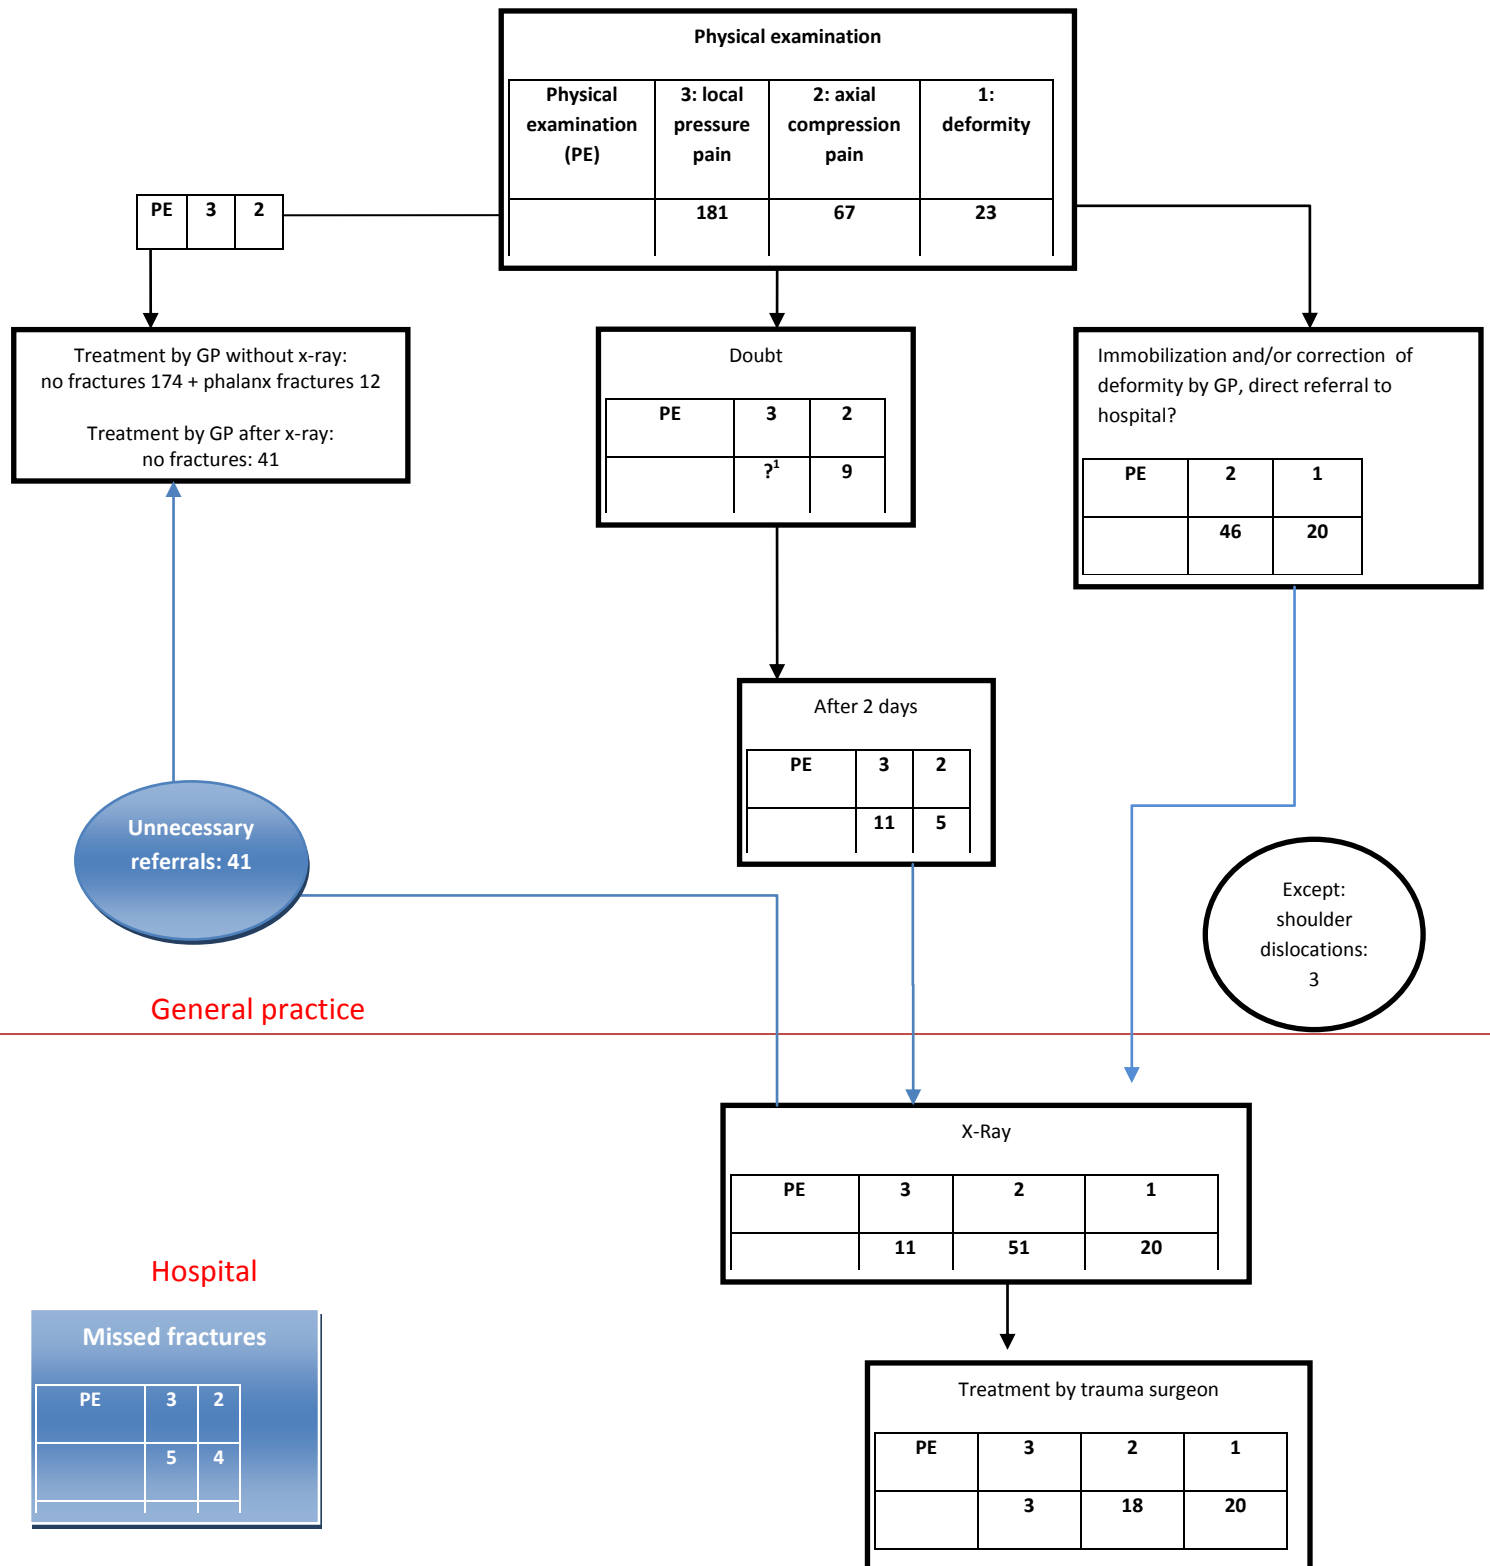 Physical examination
Physical examination (PE) 3: local pressure pain 2: axial compression pain 1: deformity
181 67 23
PE 3 2
Treatment by GP without x-ray:
no fractures 174 + phalanx fractures 12
Treatment by GP after x-ray:
no fractures: 41
Doubt
PE 3 2
?1 9
Immobilization and/or correction of
deformity by GP, direct referral to
hospital?
PE 2 1
46 20
After 2 days
PE 3 2
11 5
Unnecessary
referrals: 41
Except:
shoulder
dislocations:
3
General practice
X-Ray
PE 3 2 1
11 51 20
Hospital
Missed fractures
PE 3 2
5 4
Treatment by trauma surgeon
PE 3 2 1
3 18 20